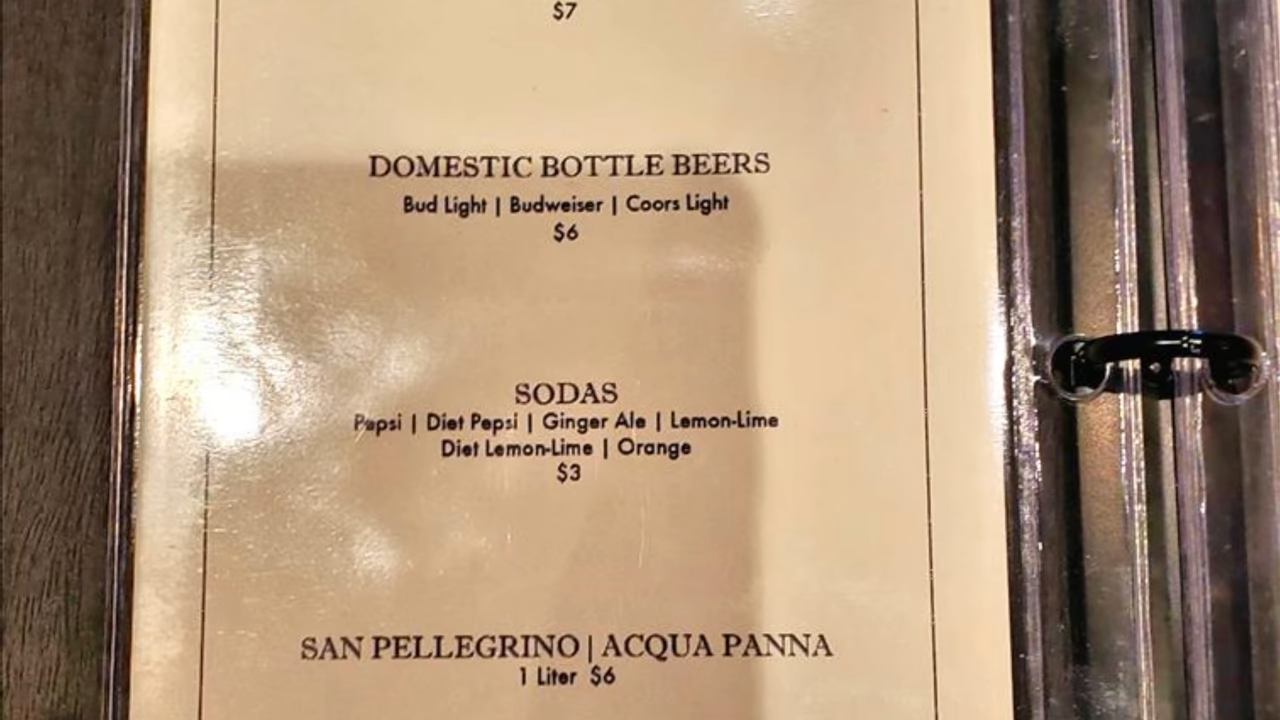 $7
DOMESTIC BOTTLE BEERS
Bud Light | Budweiser | Coors Light
$6
SODAS
Pepsi | Diet Pepsi | Ginger Ale | Lemon-Lime
Diet Lemon-Lime | Orange
$3
SAN PELLEGRINO | ACQUA PANNA
1 Liter $6